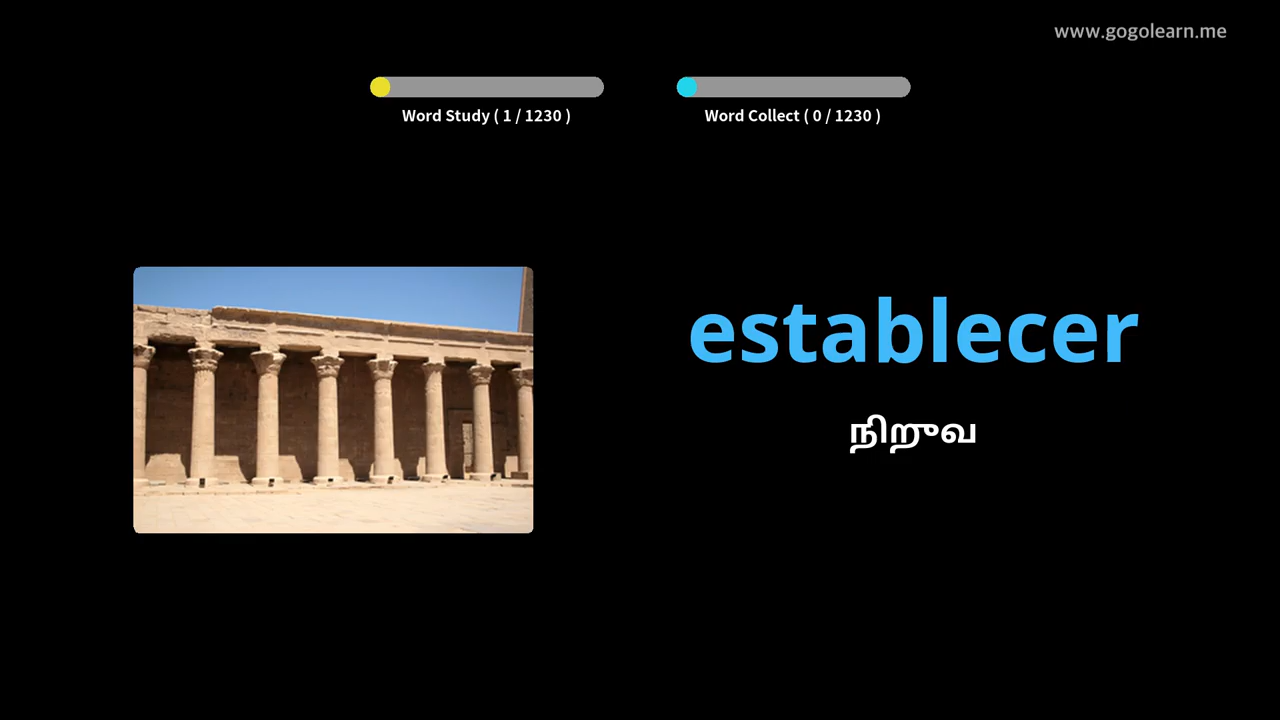 www.gogolearn.me
Word Study ( 1 / 1230 )
Word Collect ( 0 / 1230 )
establecer
நிறுவ